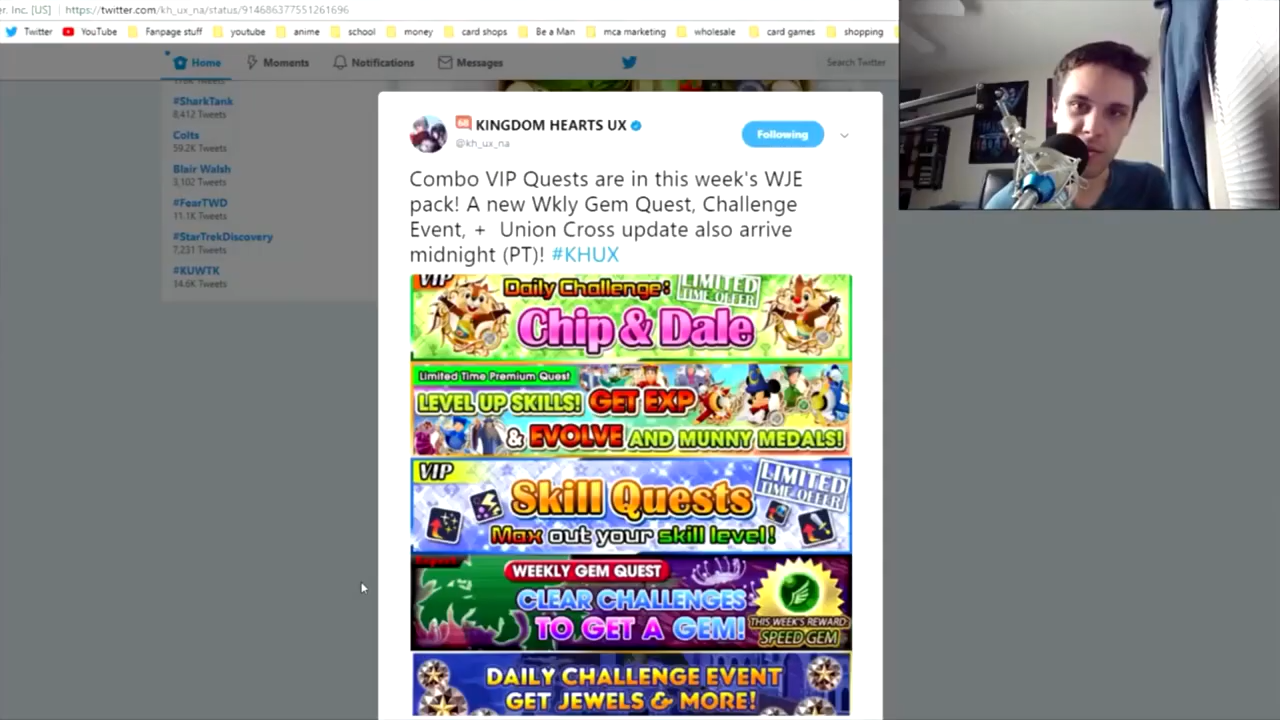 er. Inc. [US] | https://twitter.com/kh_ux_na/status/914686377551261696
Twitter YouTube Fanpage stuff youtube anime school money card shops Be a Man mca marketing wholesale card games shopping
Home Moments Notifications Messages Search Twitter
#SharkTank
8,412 Tweets
Colts
59.2K Tweets
Blair Walsh
3,102 Tweets
#FearTWD
11.1K Tweets
#StarTrekDiscovery
7,231 Tweets
#KUWTK
34.6K Tweets
KINGDOM HEARTS UX
@kh_ux_na
Following
Combo VIP Quests are in this week's WJE
pack! A new Wkly Gem Quest, Challenge
Event, + Union Cross update also arrive
midnight (PT)! #KHUX
VIP Daily Challenge: LIMITED
TIME OFFER
Chip & Dale
Limited Time Premium Quest
LEVEL UP SKILLS! GET EXP
& EVOLVE AND MUNNY MEDALS!
VIP LIMITED
TIME OFFER
Skill Quests
Max out your skill level!
WEEKLY GEM QUEST
CLEAR CHALLENGES
TO GET A GEM!
THIS WEEK'S REWARD:
SPEED GEM
DAILY CHALLENGE EVENT
GET JEWELS & MORE!